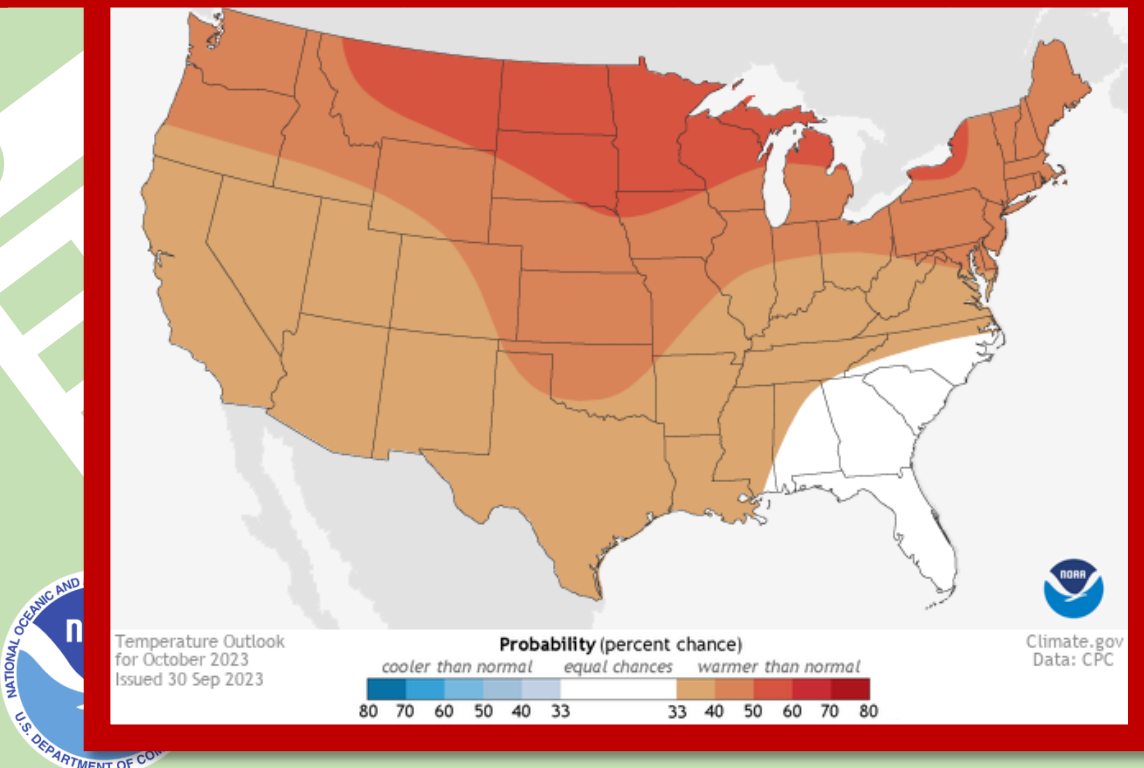 NOAA
Temperature Outlook
for October 2023
Issued 30 Sep 2023
Probability (percent chance)
cooler than normal equal chances warmer than normal
80 70 60 50 40 33 33 40 50 60 70 80
Climate.gov
Data: CPC
NATIONAL OCEANIC AND
U.S. DEPARTMENT OF